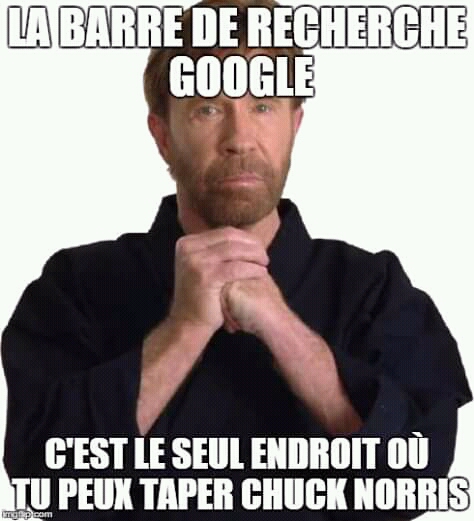 LA BARRE DE RECHERCHE
GOOGLE
C'EST LE SEUL ENDROIT OÙ
TU PEUX TAPER CHUCK NORRIS
imgflip.com